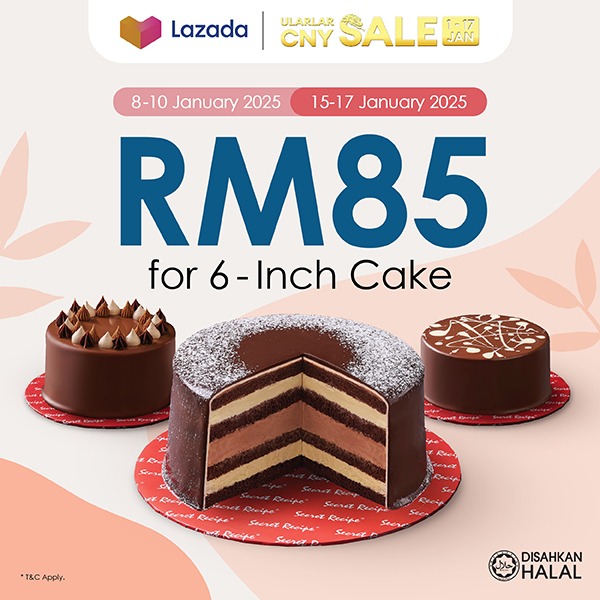 Lazada
ULARLAR
CNY SALE 1-17 JAN
8-10 January 2025 15-17 January 2025
RM85
for 6-Inch Cake
Secret Recipe
* T&C Apply.
DISAHKAN
HALAL